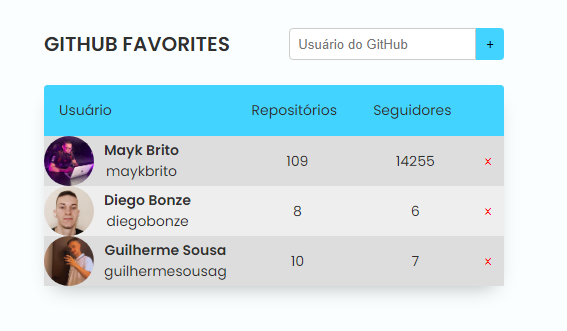 GITHUB FAVORITES
Usuário do GitHub +
Usuário Repositórios Seguidores
Mayk Brito
maykbrito
109 14255 x
Diego Bonze
diegobonze
8 6 x
Guilherme Sousa
guilhermesousag
10 7 x